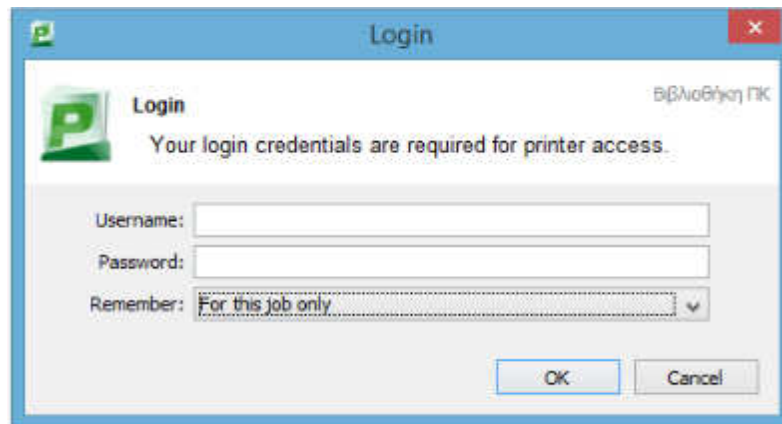 Login
Login
Βιβλιοθήκη ΠΚ
Your login credentials are required for printer access.
Username:
Password:
Remember: For this job only
OK Cancel